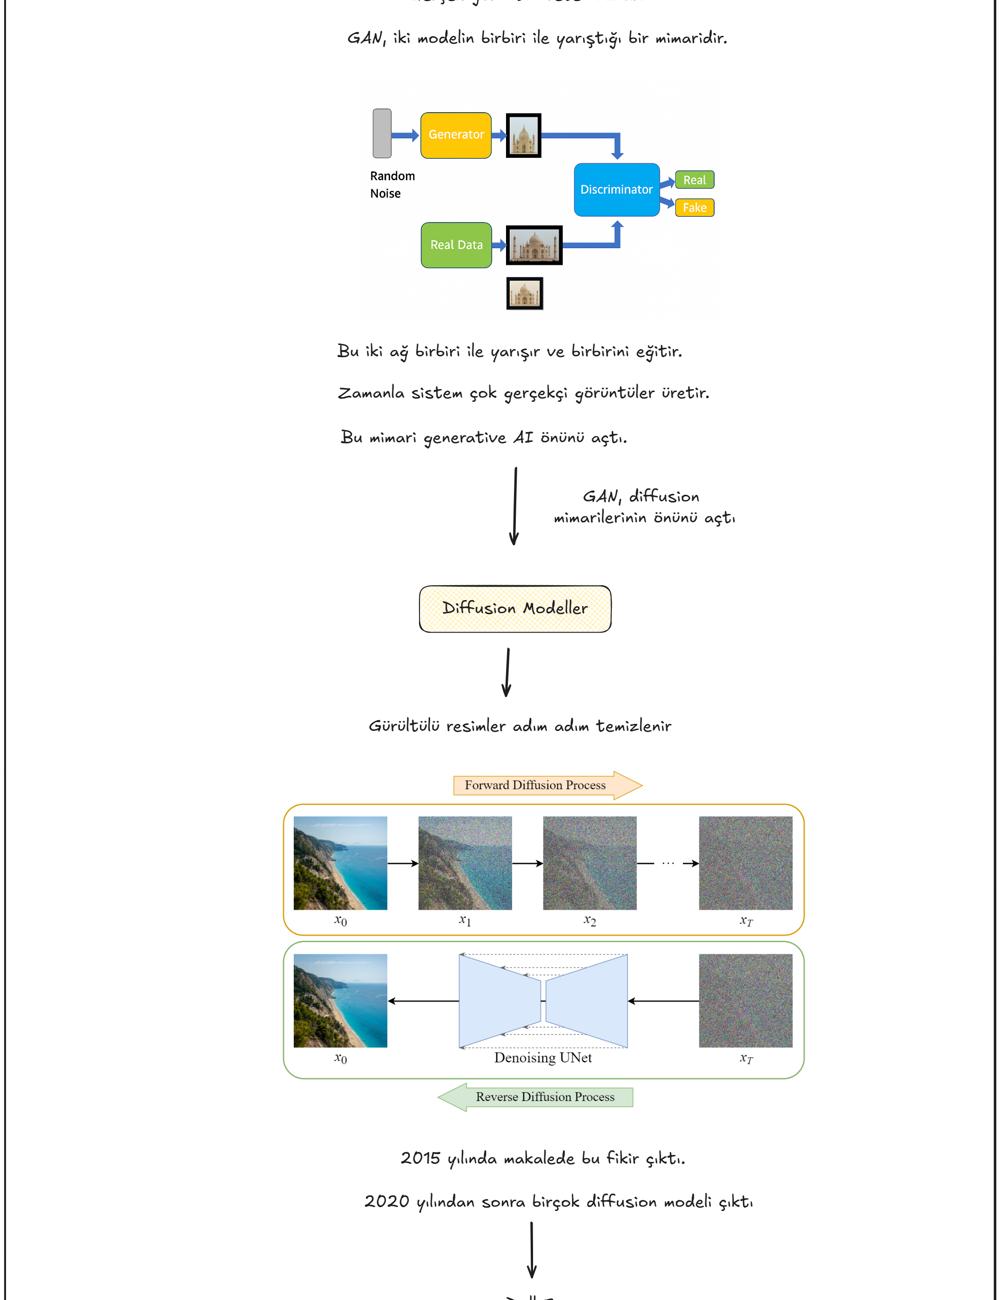 GAN, iki modelin birbiri ile yarıştığı bir mimaridir.
Generator
Random
Noise
Discriminator
Real
Fake
Real Data
Bu iki ağ birbiri ile yarışır ve birbirini eğitir.
Zamanla sistem çok gerçekçi görüntüler üretir.
Bu mimari generative AI önünü açtı.
GAN, diffusion
mimarilerinin önünü açtı
Diffusion Modeller
Gürültülü resimler adım adım temizlenir
Forward Diffusion Process
x0 x1 x2 ... xT
x0 Denoising UNet xT
Reverse Diffusion Process
2015 yılında makalede bu fikir çıktı.
2020 yılından sonra birçok diffusion modeli çıktı